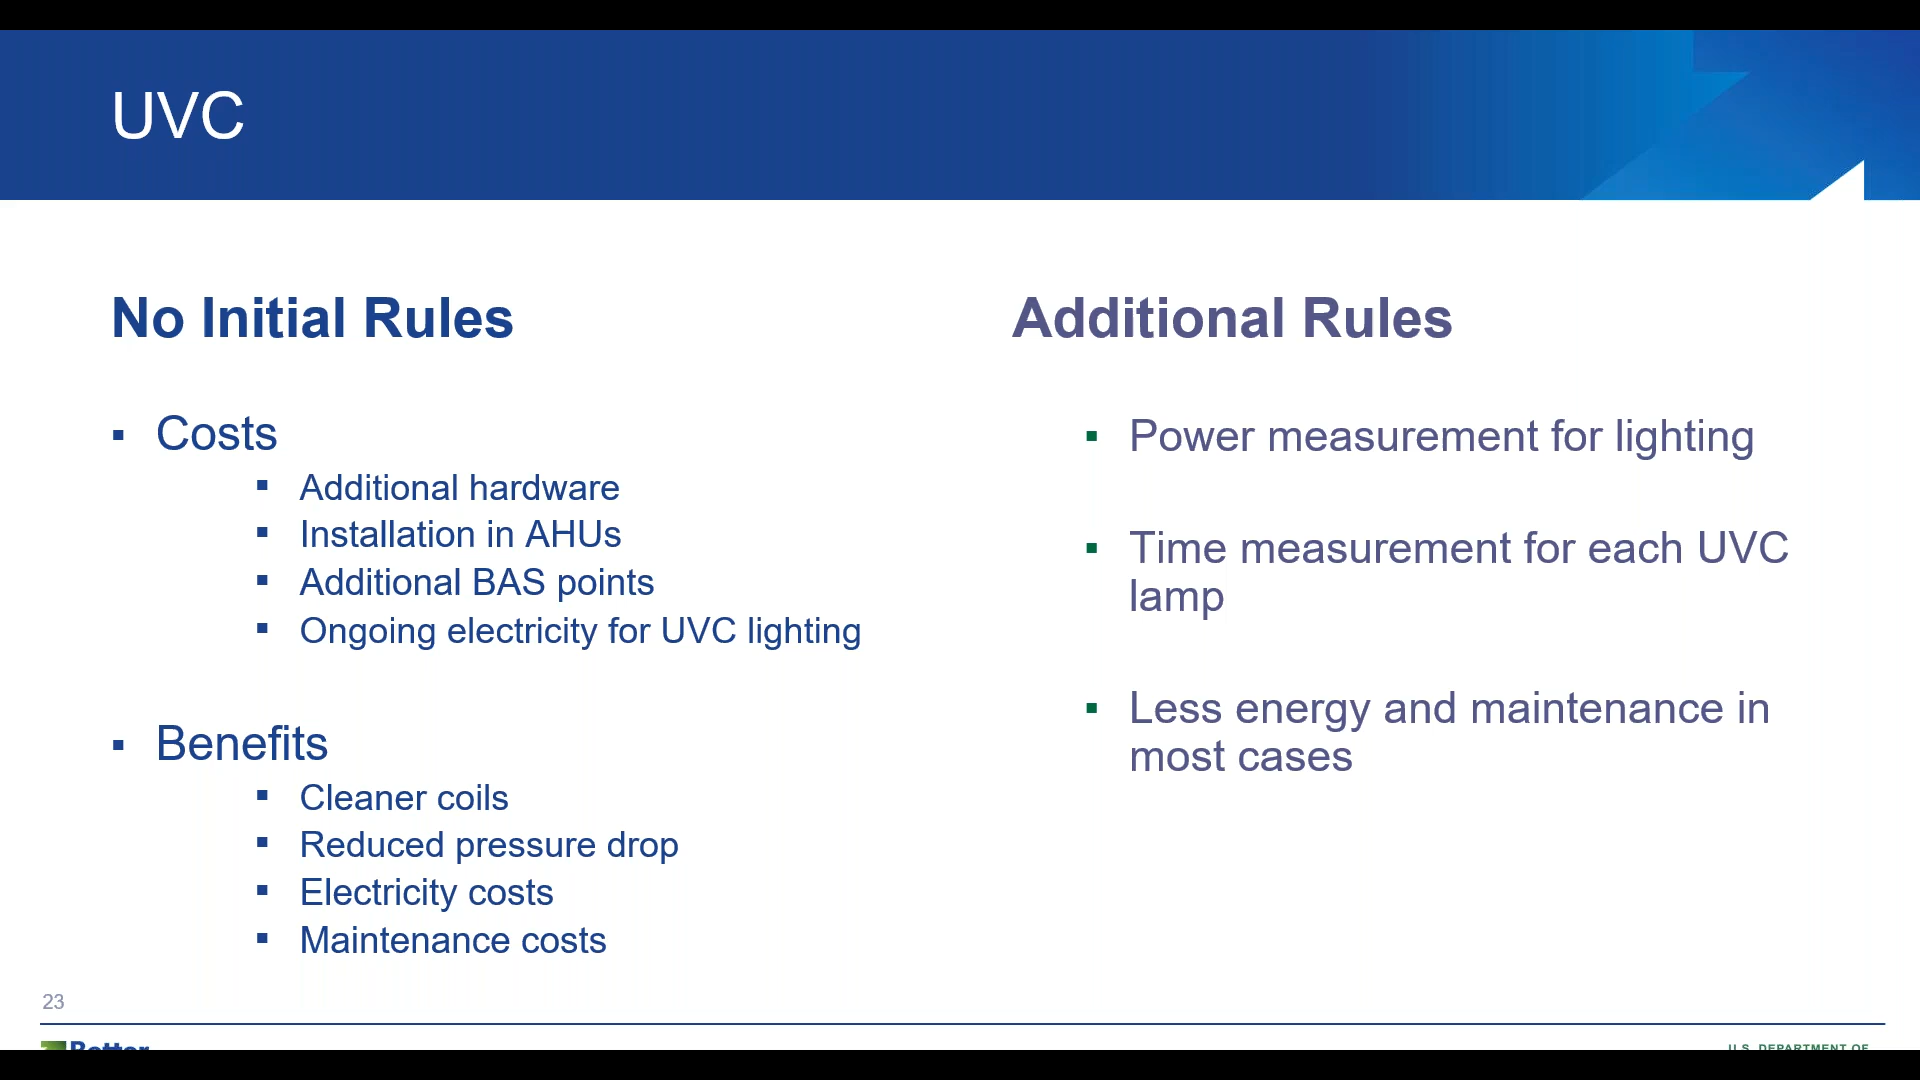 UVC
No Initial Rules
▪ Costs
▪ Additional hardware
▪ Installation in AHUs
▪ Additional BAS points
▪ Ongoing electricity for UVC lighting
▪ Benefits
▪ Cleaner coils
▪ Reduced pressure drop
▪ Electricity costs
▪ Maintenance costs
Additional Rules
▪ Power measurement for lighting
▪ Time measurement for each UVC
lamp
▪ Less energy and maintenance in
most cases
23
Better
U.S. DEPARTMENT OF